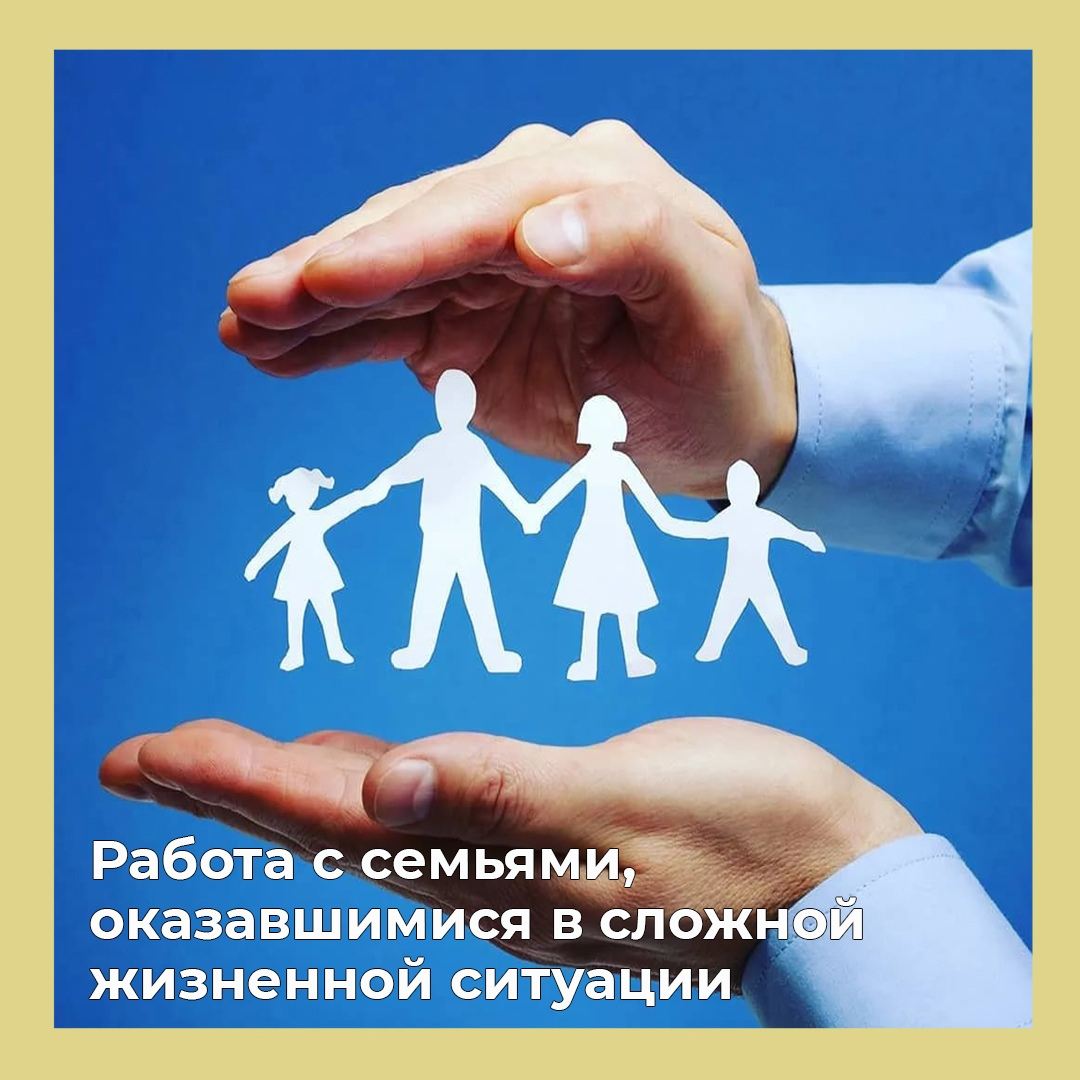 Работа с семьями,
оказавшимися в сложной
жизненной ситуации